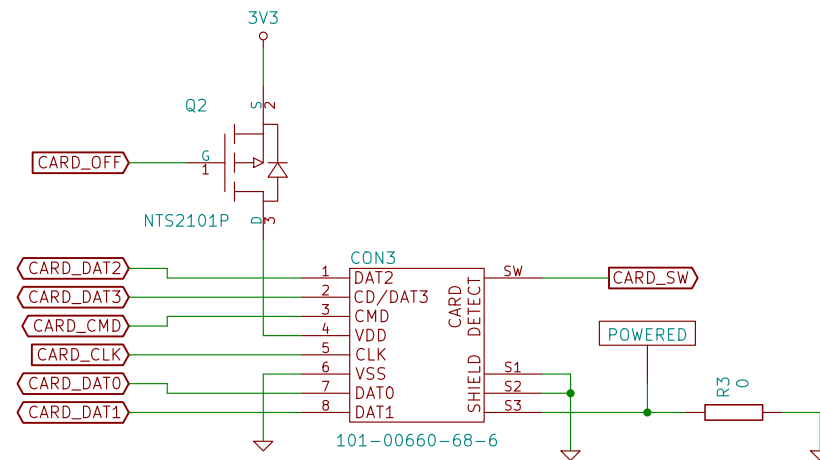 3V3
Q2
S
2
G
1
CARD_OFF
NTS2101P
D
3
CON3
CARD_DAT2
1
DAT2
SW
CARD_SW
CARD_DAT3
2
CD/DAT3
CARD
DETECT
CARD_CMD
3
CMD
4
VDD
POWERED
CARD_CLK
5
CLK
6
VSS
S1
SHIELD
CARD_DAT0
7
DAT0
S2
R3
0
CARD_DAT1
8
DAT1
S3
101-00660-68-6